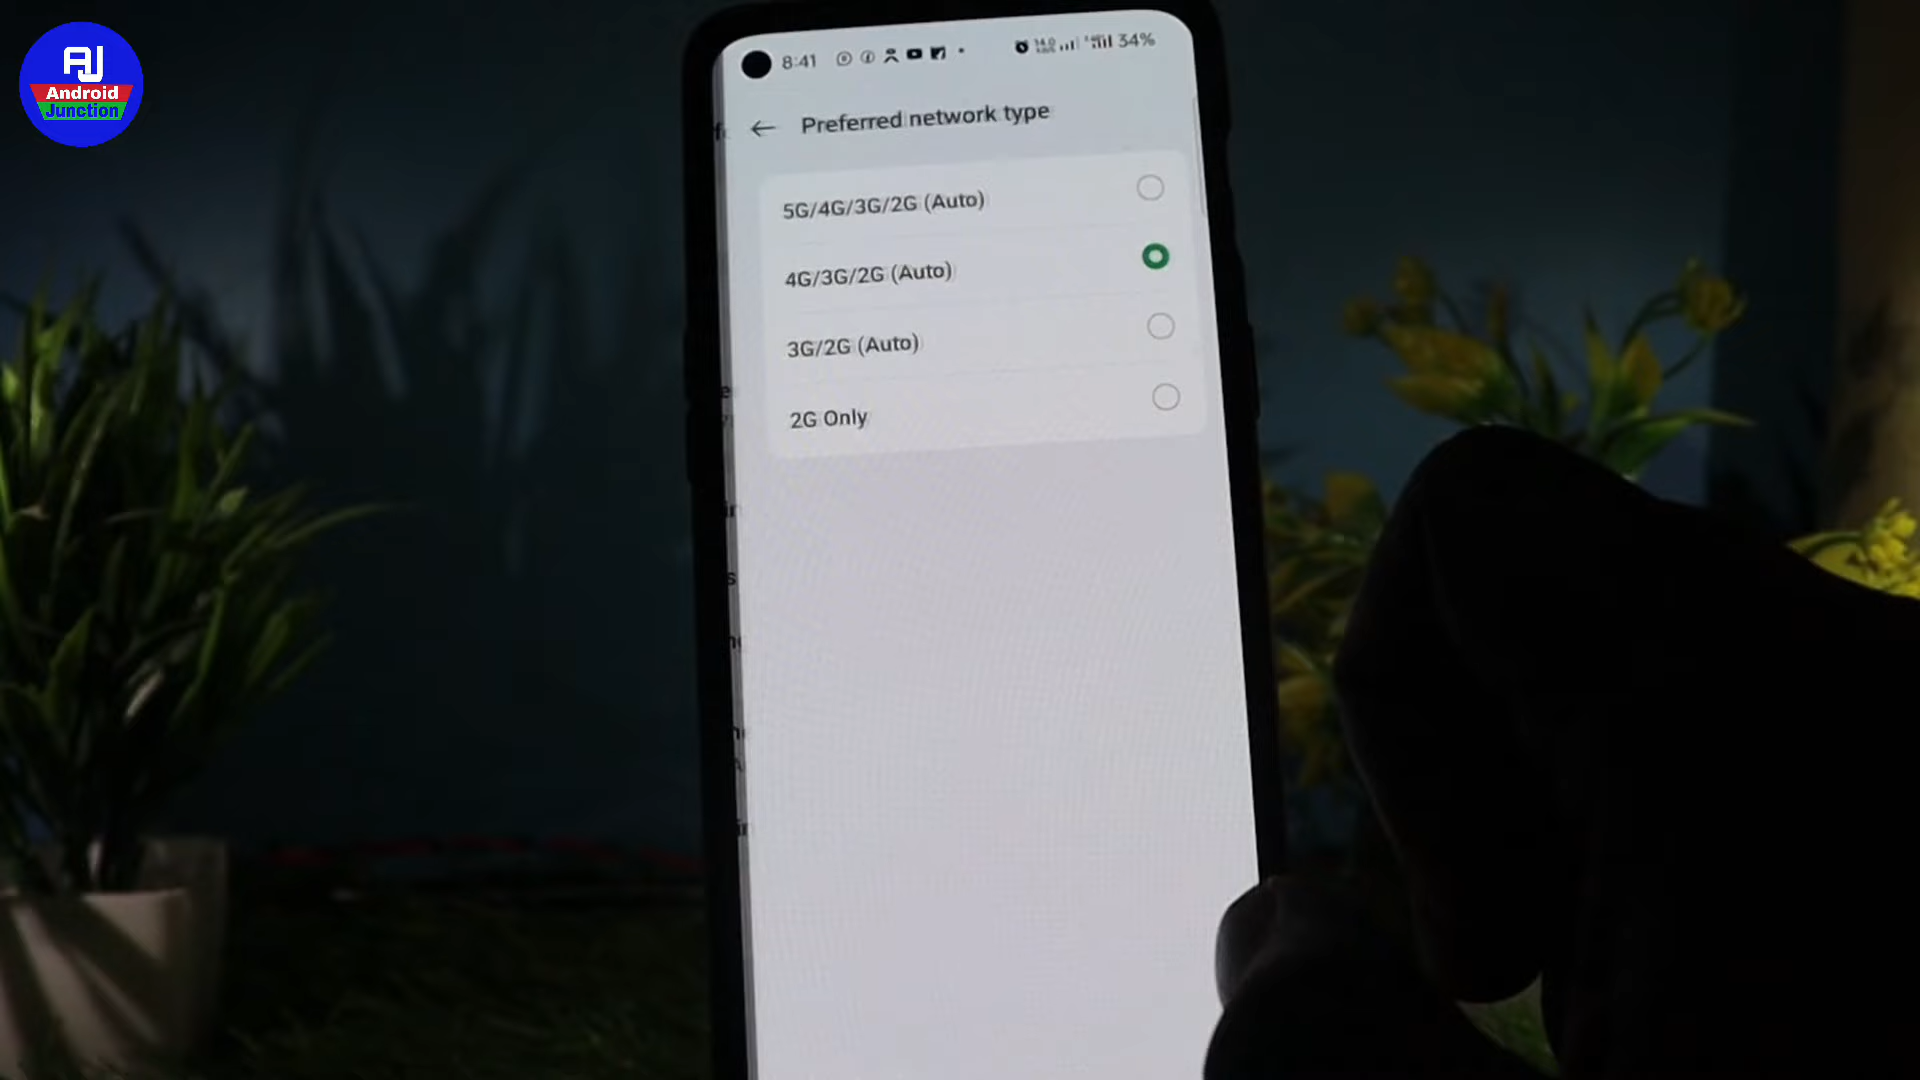 AJ
Android
Junction
8:41
34%
Preferred network type
5G/4G/3G/2G (Auto)
4G/3G/2G (Auto)
3G/2G (Auto)
2G Only